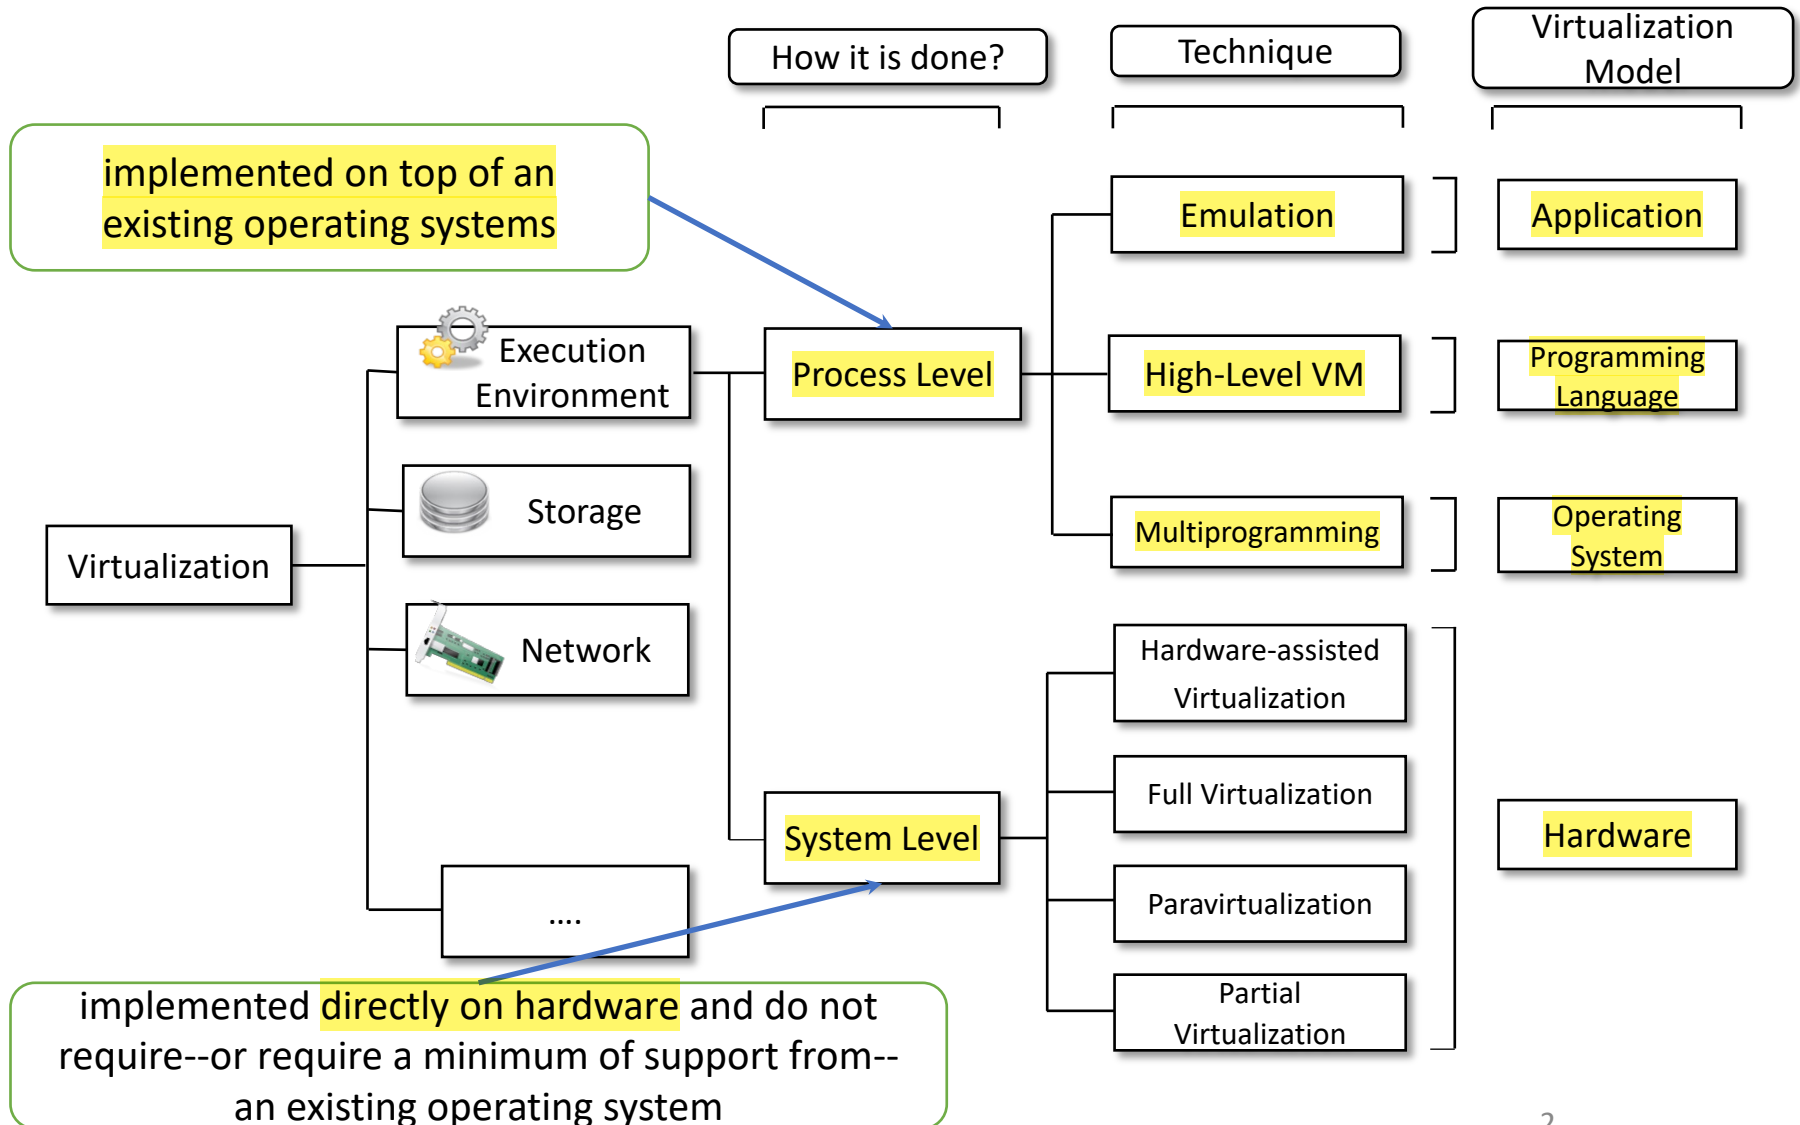 How it is done?
Technique
Virtualization
Model
implemented on top of an
existing operating systems
Emulation
Application
Execution
Environment
Process Level
High-Level VM
Programming
Language
Storage
Multiprogramming
Operating
System
Virtualization
Network
Hardware-assisted
Virtualization
Full Virtualization
System Level
Hardware
Paravirtualization
....
Partial
Virtualization
implemented directly on hardware and do not
require--or require a minimum of support from--
an existing operating system
2